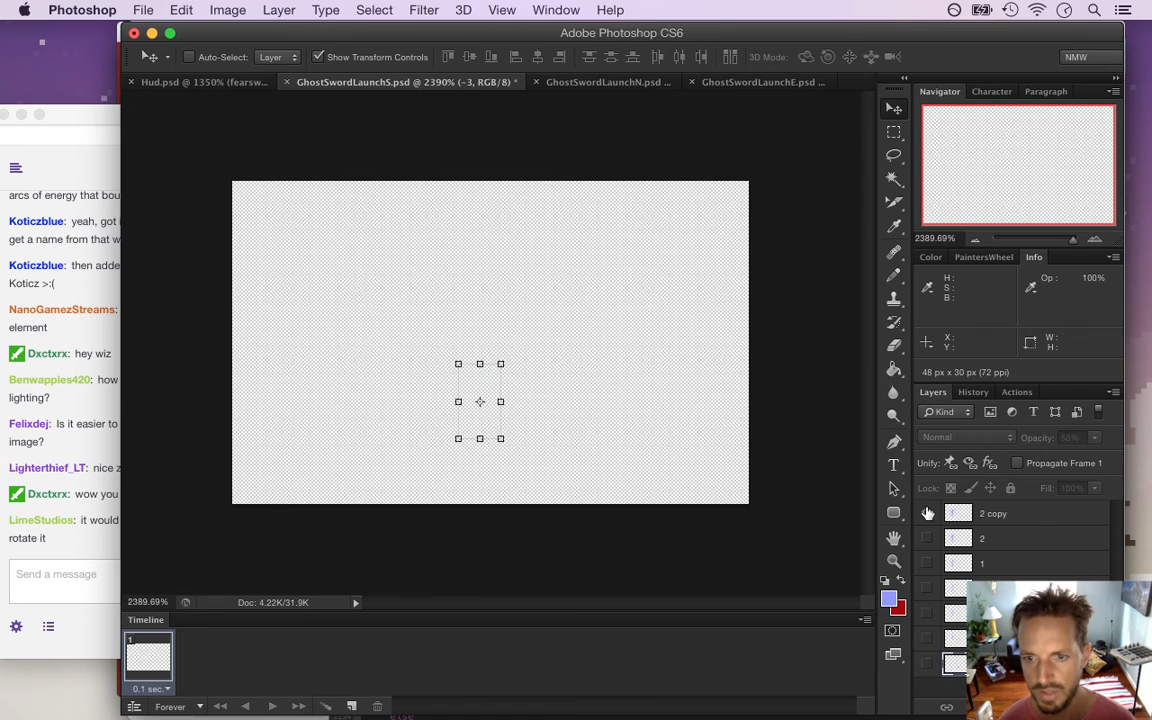 Photoshop File Edit Image Layer Type Select Filter 3D View Window Help
Adobe Photoshop CS6
Auto-Select: Layer Show Transform Controls 3D Mode: NMW
Hud.psd @ 1350% (fearsw... GhostSwordLaunchS.psd @ 2390% (−3, RGB/8) * GhostSwordLaunchN.psd ... GhostSwordLaunchE.psd ...
Navigator Character Paragraph
2389.69%
Color PaintersWheel Info
H: Op: 100%
S:
B:
X: W:
Y: H:
48 px x 30 px (72 ppi)
Layers History Actions
Kind
Normal Opacity: 50%
Unify: Propagate Frame 1
Lock: Fill: 100%
2 copy
2
1
arcs of energy that bou
Koticzblue: yeah, got i
get a name from that w
Koticzblue: then adde
Koticz >:(
NanoGamezStreams:
element
Dxctxrx: hey wiz
Benwapples420: how
lighting?
Felixdej: Is it easier to
image?
Lighterthief_LT: nice z
Dxctxrx: wow you
LimeStudios: it would
rotate it
Send a message
2389.69% Doc: 4.22K/31.9K
Timeline
1
0.1 sec.
Forever
else